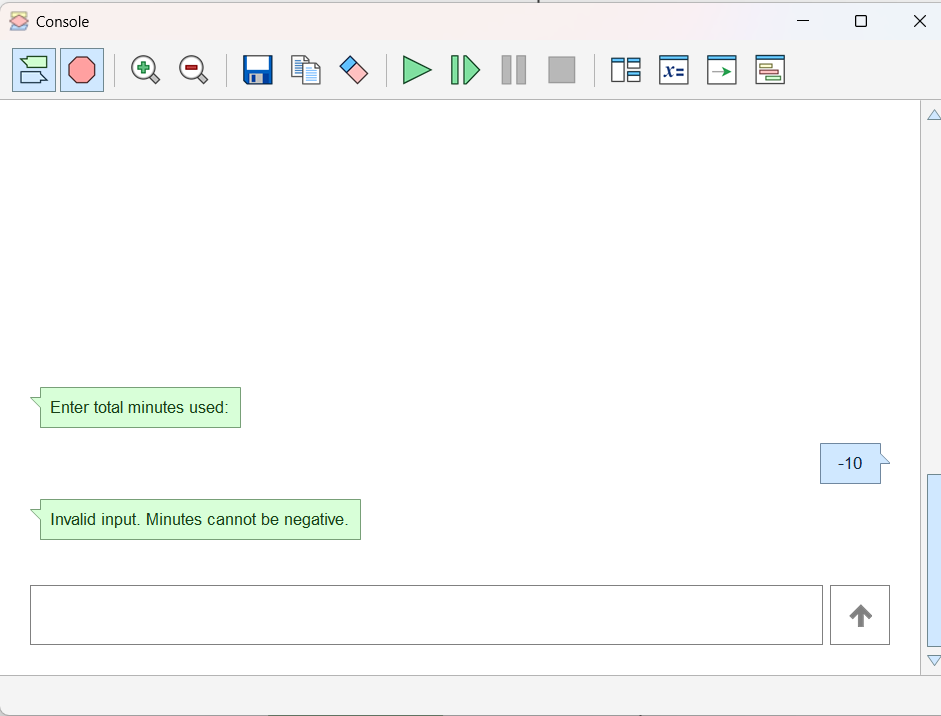 Console
x=
Enter total minutes used:
-10
Invalid input. Minutes cannot be negative.